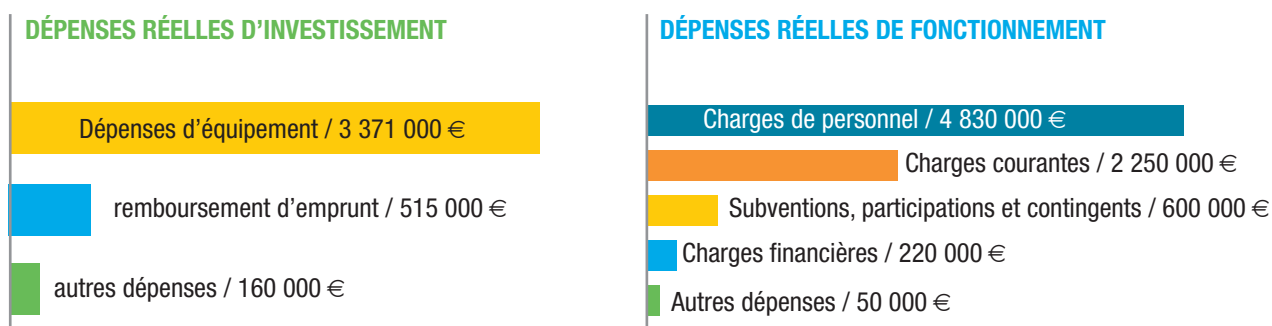 DÉPENSES RÉELLES D'INVESTISSEMENT
Dépenses d'équipement / 3 371 000 €
remboursement d'emprunt / 515 000 €
autres dépenses / 160 000 €
DÉPENSES RÉELLES DE FONCTIONNEMENT
Charges de personnel / 4 830 000 €
Charges courantes / 2 250 000 €
Subventions, participations et contingents / 600 000 €
Charges financières / 220 000 €
Autres dépenses / 50 000 €